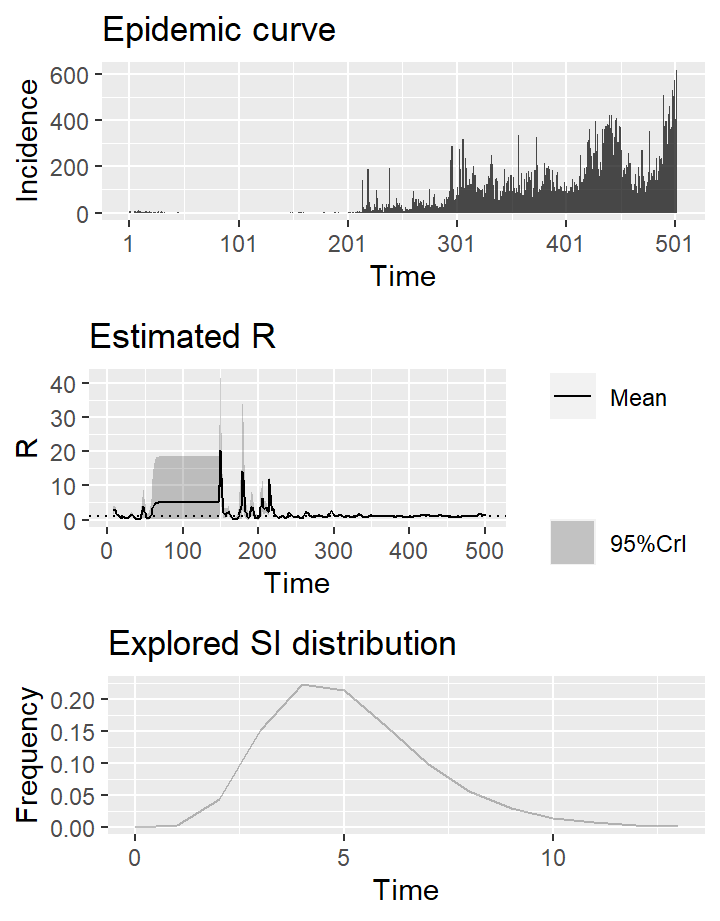 Epidemic curve
Incidence
600
400
200
0
1 101 201 301 401 501
Time
Estimated R
R
40
30
20
10
0
0 100 200 300 400 500
Time
Mean
95%CrI
Explored SI distribution
Frequency
0.20
0.15
0.10
0.05
0.00
0 5 10
Time